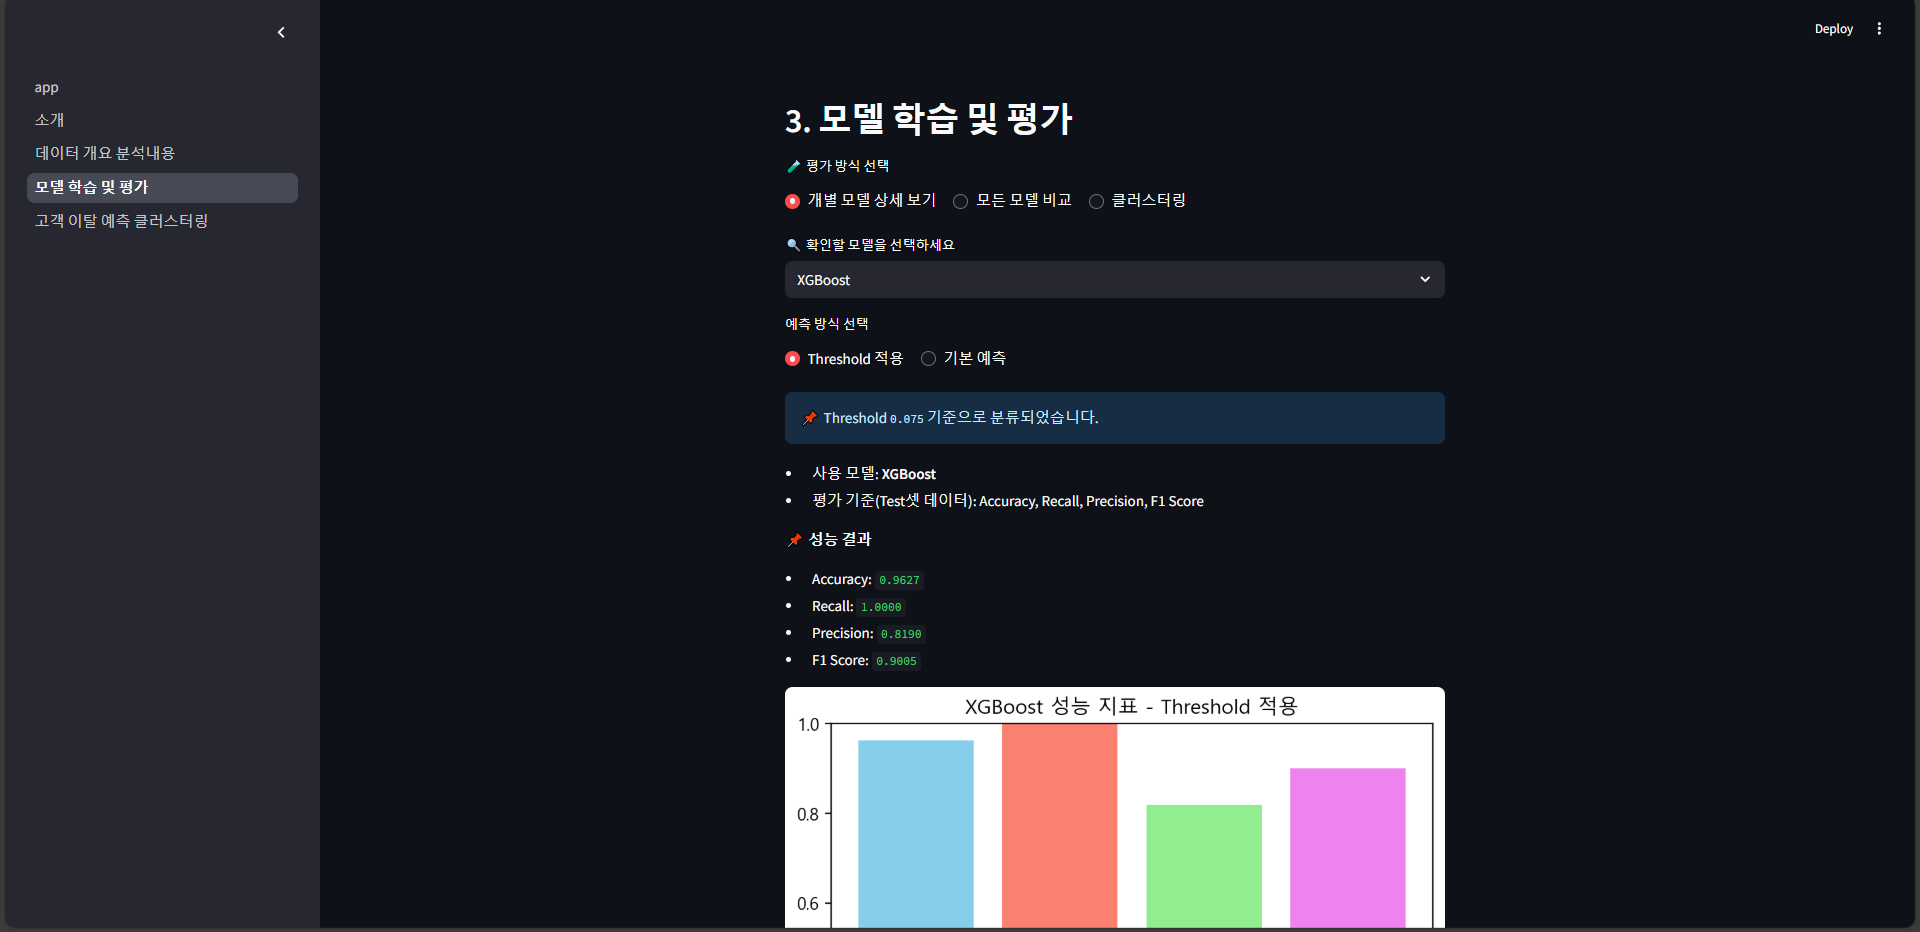 Deploy
app
소개
데이터 개요 분석내용
모델 학습 및 평가
고객 이탈 예측 클러스터링
3. 모델 학습 및 평가
평가 방식 선택
개별 모델 상세 보기 모든 모델 비교 클러스터링
확인할 모델을 선택하세요
XGBoost
예측 방식 선택
Threshold 적용 기본 예측
Threshold 0.075 기준으로 분류되었습니다.
• 사용 모델: XGBoost
• 평가 기준(Test셋 데이터): Accuracy, Recall, Precision, F1 Score
성능 결과
• Accuracy: 0.9627
• Recall: 1.0000
• Precision: 0.8190
• F1 Score: 0.9005
XGBoost 성능 지표 - Threshold 적용
1.0
0.8
0.6